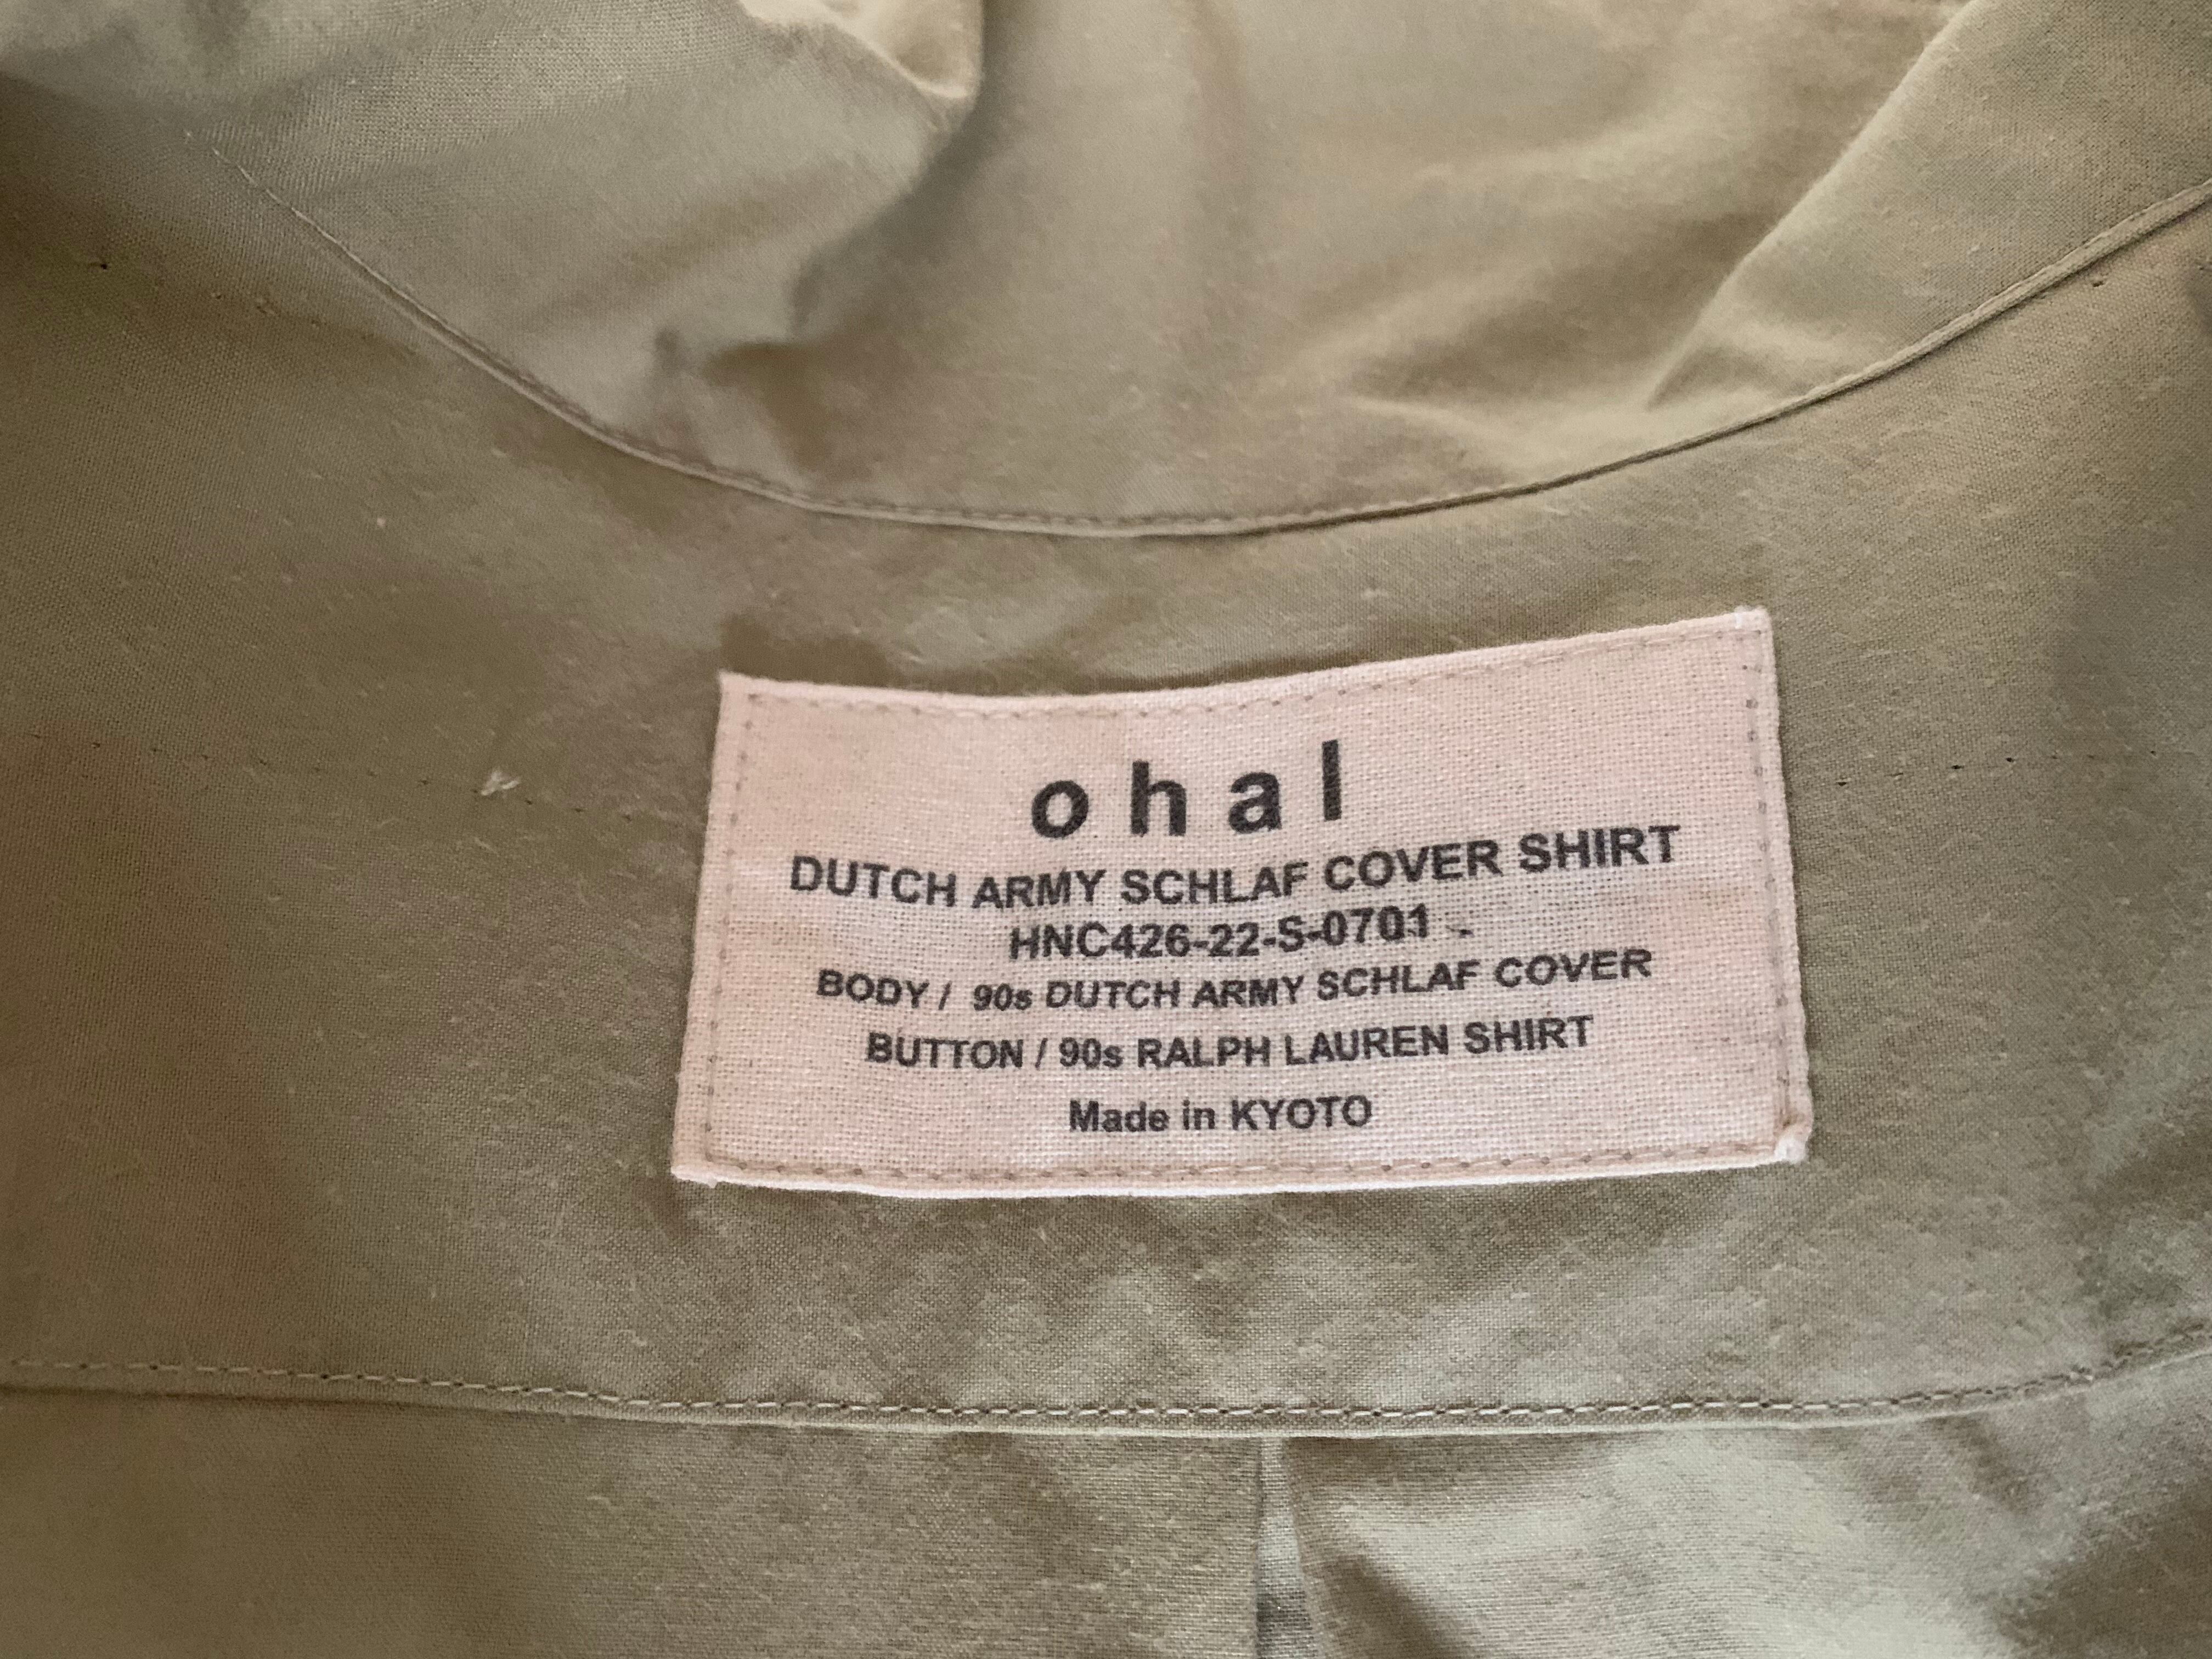 ohal
DUTCH ARMY SCHLAF COVER SHIRT
HNC426-22-S-0701
BODY / 90s DUTCH ARMY SCHLAF COVER
BUTTON / 90s RALPH LAUREN SHIRT
Made in KYOTO